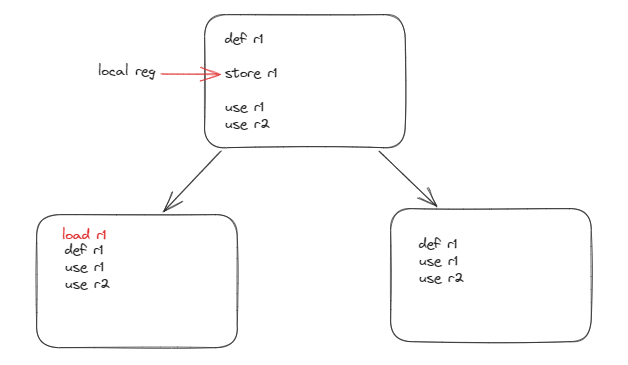 def r1
local reg
store r1
use r1
use r2
load r1
def r1
use r1
use r2
def r1
use r1
use r2